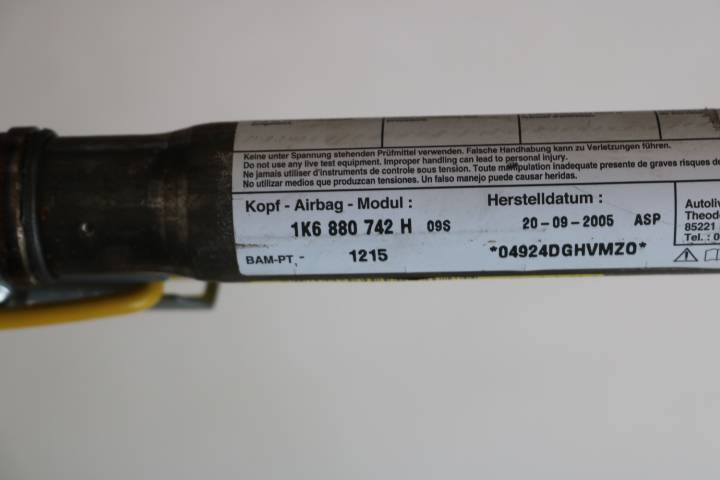 Keine unter Spannung stehenden Prüfmittel verwenden. Falsche Handhabung kann zu Verletzungen führen.
Do not use any live test equipment. Improper handling can lead to personal injury.
Ne jamais utiliser d'instruments de controle sous tension. Toute manipulation inadequate presente de graves risques
No utilizar medios que produzcan tensiones. Un falso manejo puede causar heridas.
Kopf - Airbag - Modul :
1K6 880 742 H 09S
BAM-PT.- 1215
Herstelldatum :
20-09-2005 ASP
*04924DGHVMZ0*
Autoliv
Theodo
85221
Tel. : 0